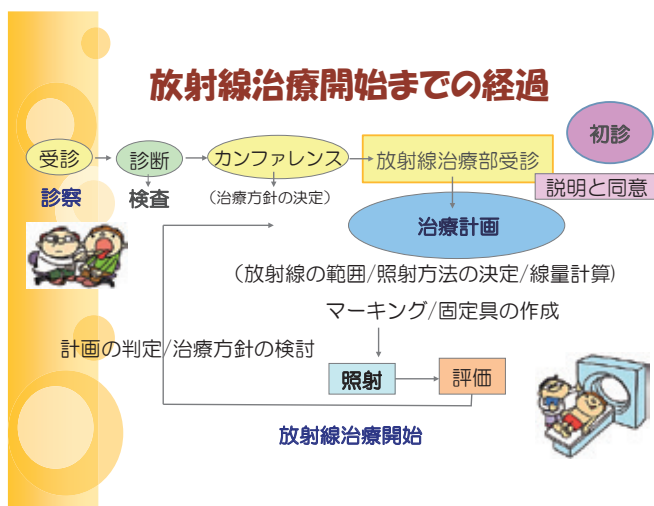 放射線治療開始までの経過
初診
受診
診断
カンファレンス
放射線治療部受診
説明と同意
診察
検査
(治療方針の決定)
治療計画
(放射線の範囲/照射方法の決定/線量計算)
マーキング/固定具の作成
計画の判定/治療方針の検討
照射
評価
放射線治療開始